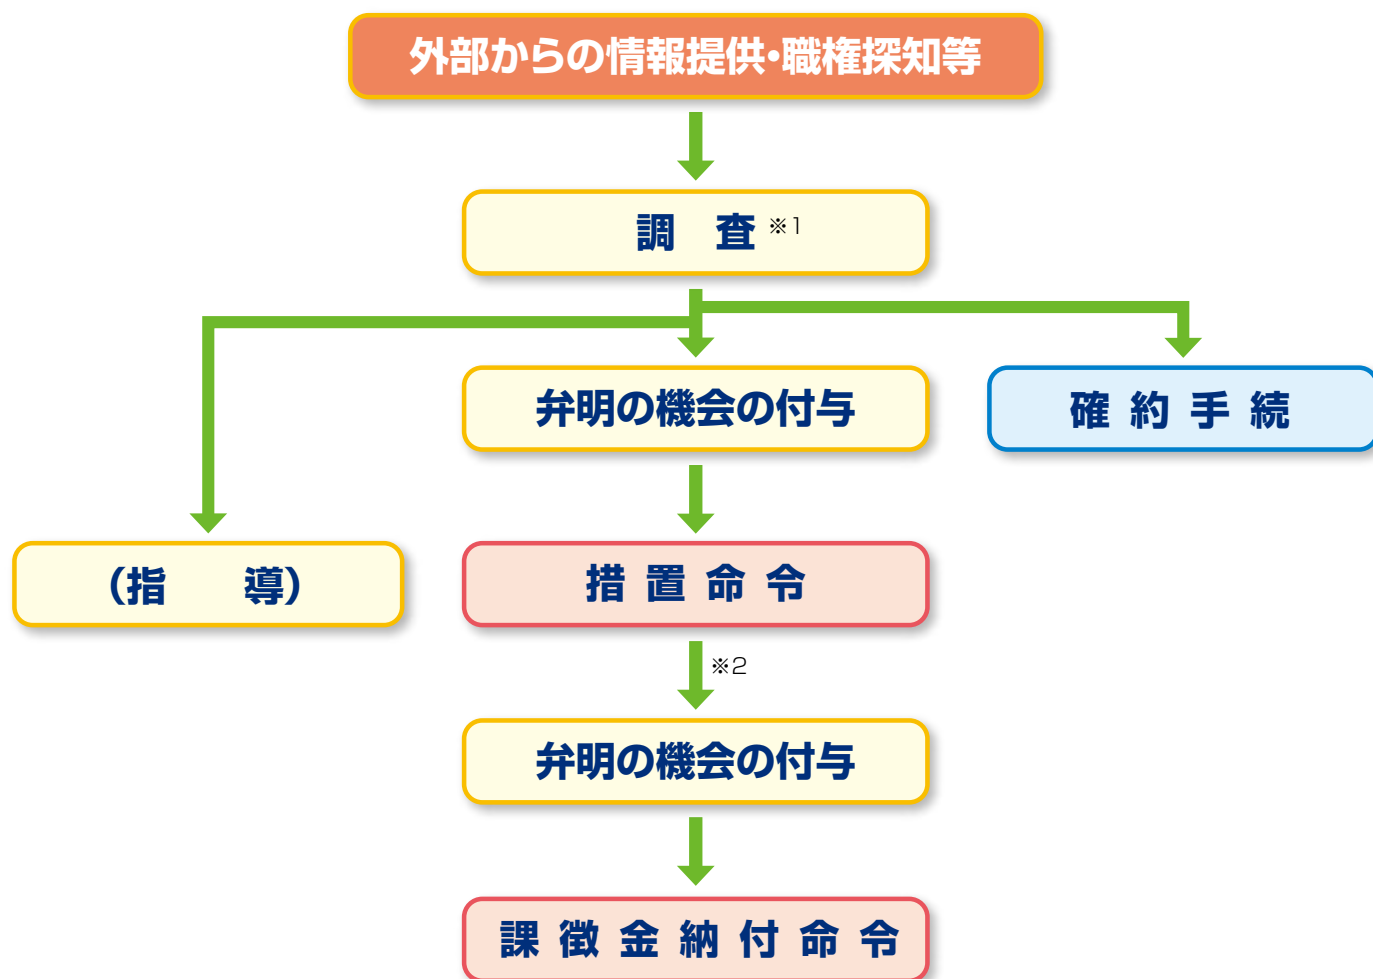 外部からの情報提供・職権探知等
調 査 ※1
弁明の機会の付与
確約手続
(指 導)
措置命令
※2
弁明の機会の付与
課徴金納付命令